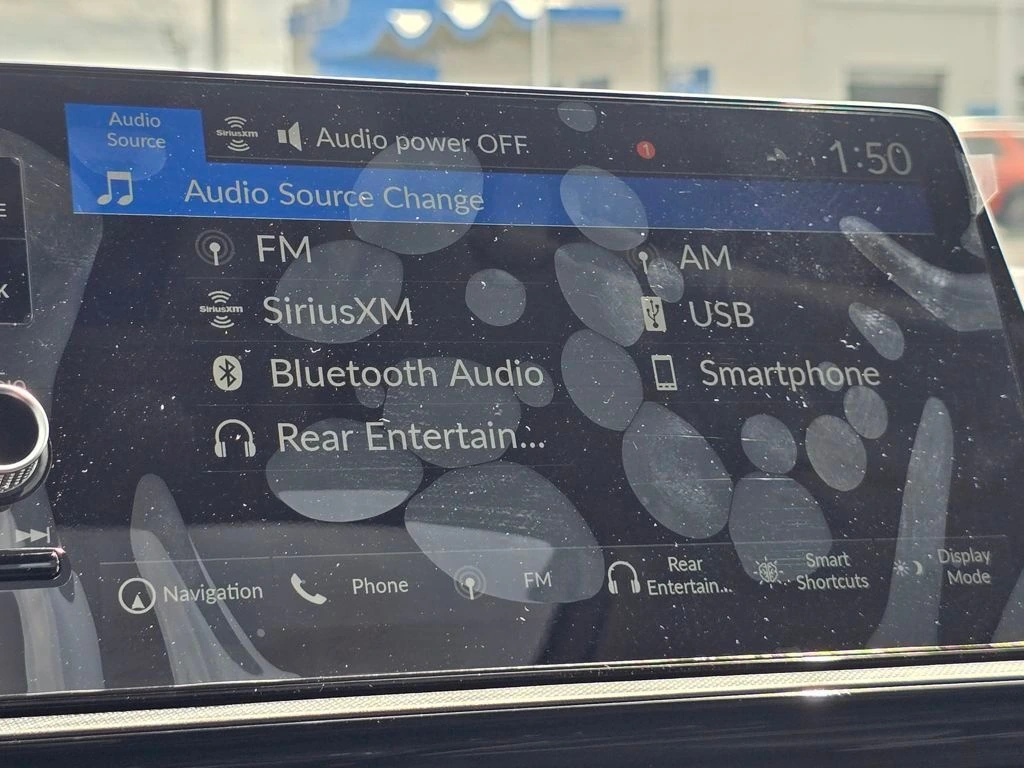 Audio
Source
SiriusXM
Audio power OFF
1
1:50
Audio Source Change
FM
AM
SiriusXM
SiriusXM
USB
Bluetooth Audio
Smartphone
Rear Entertain...
Navigation
Phone
FM
Rear
Entertain...
Smart
Shortcuts
Display
Mode